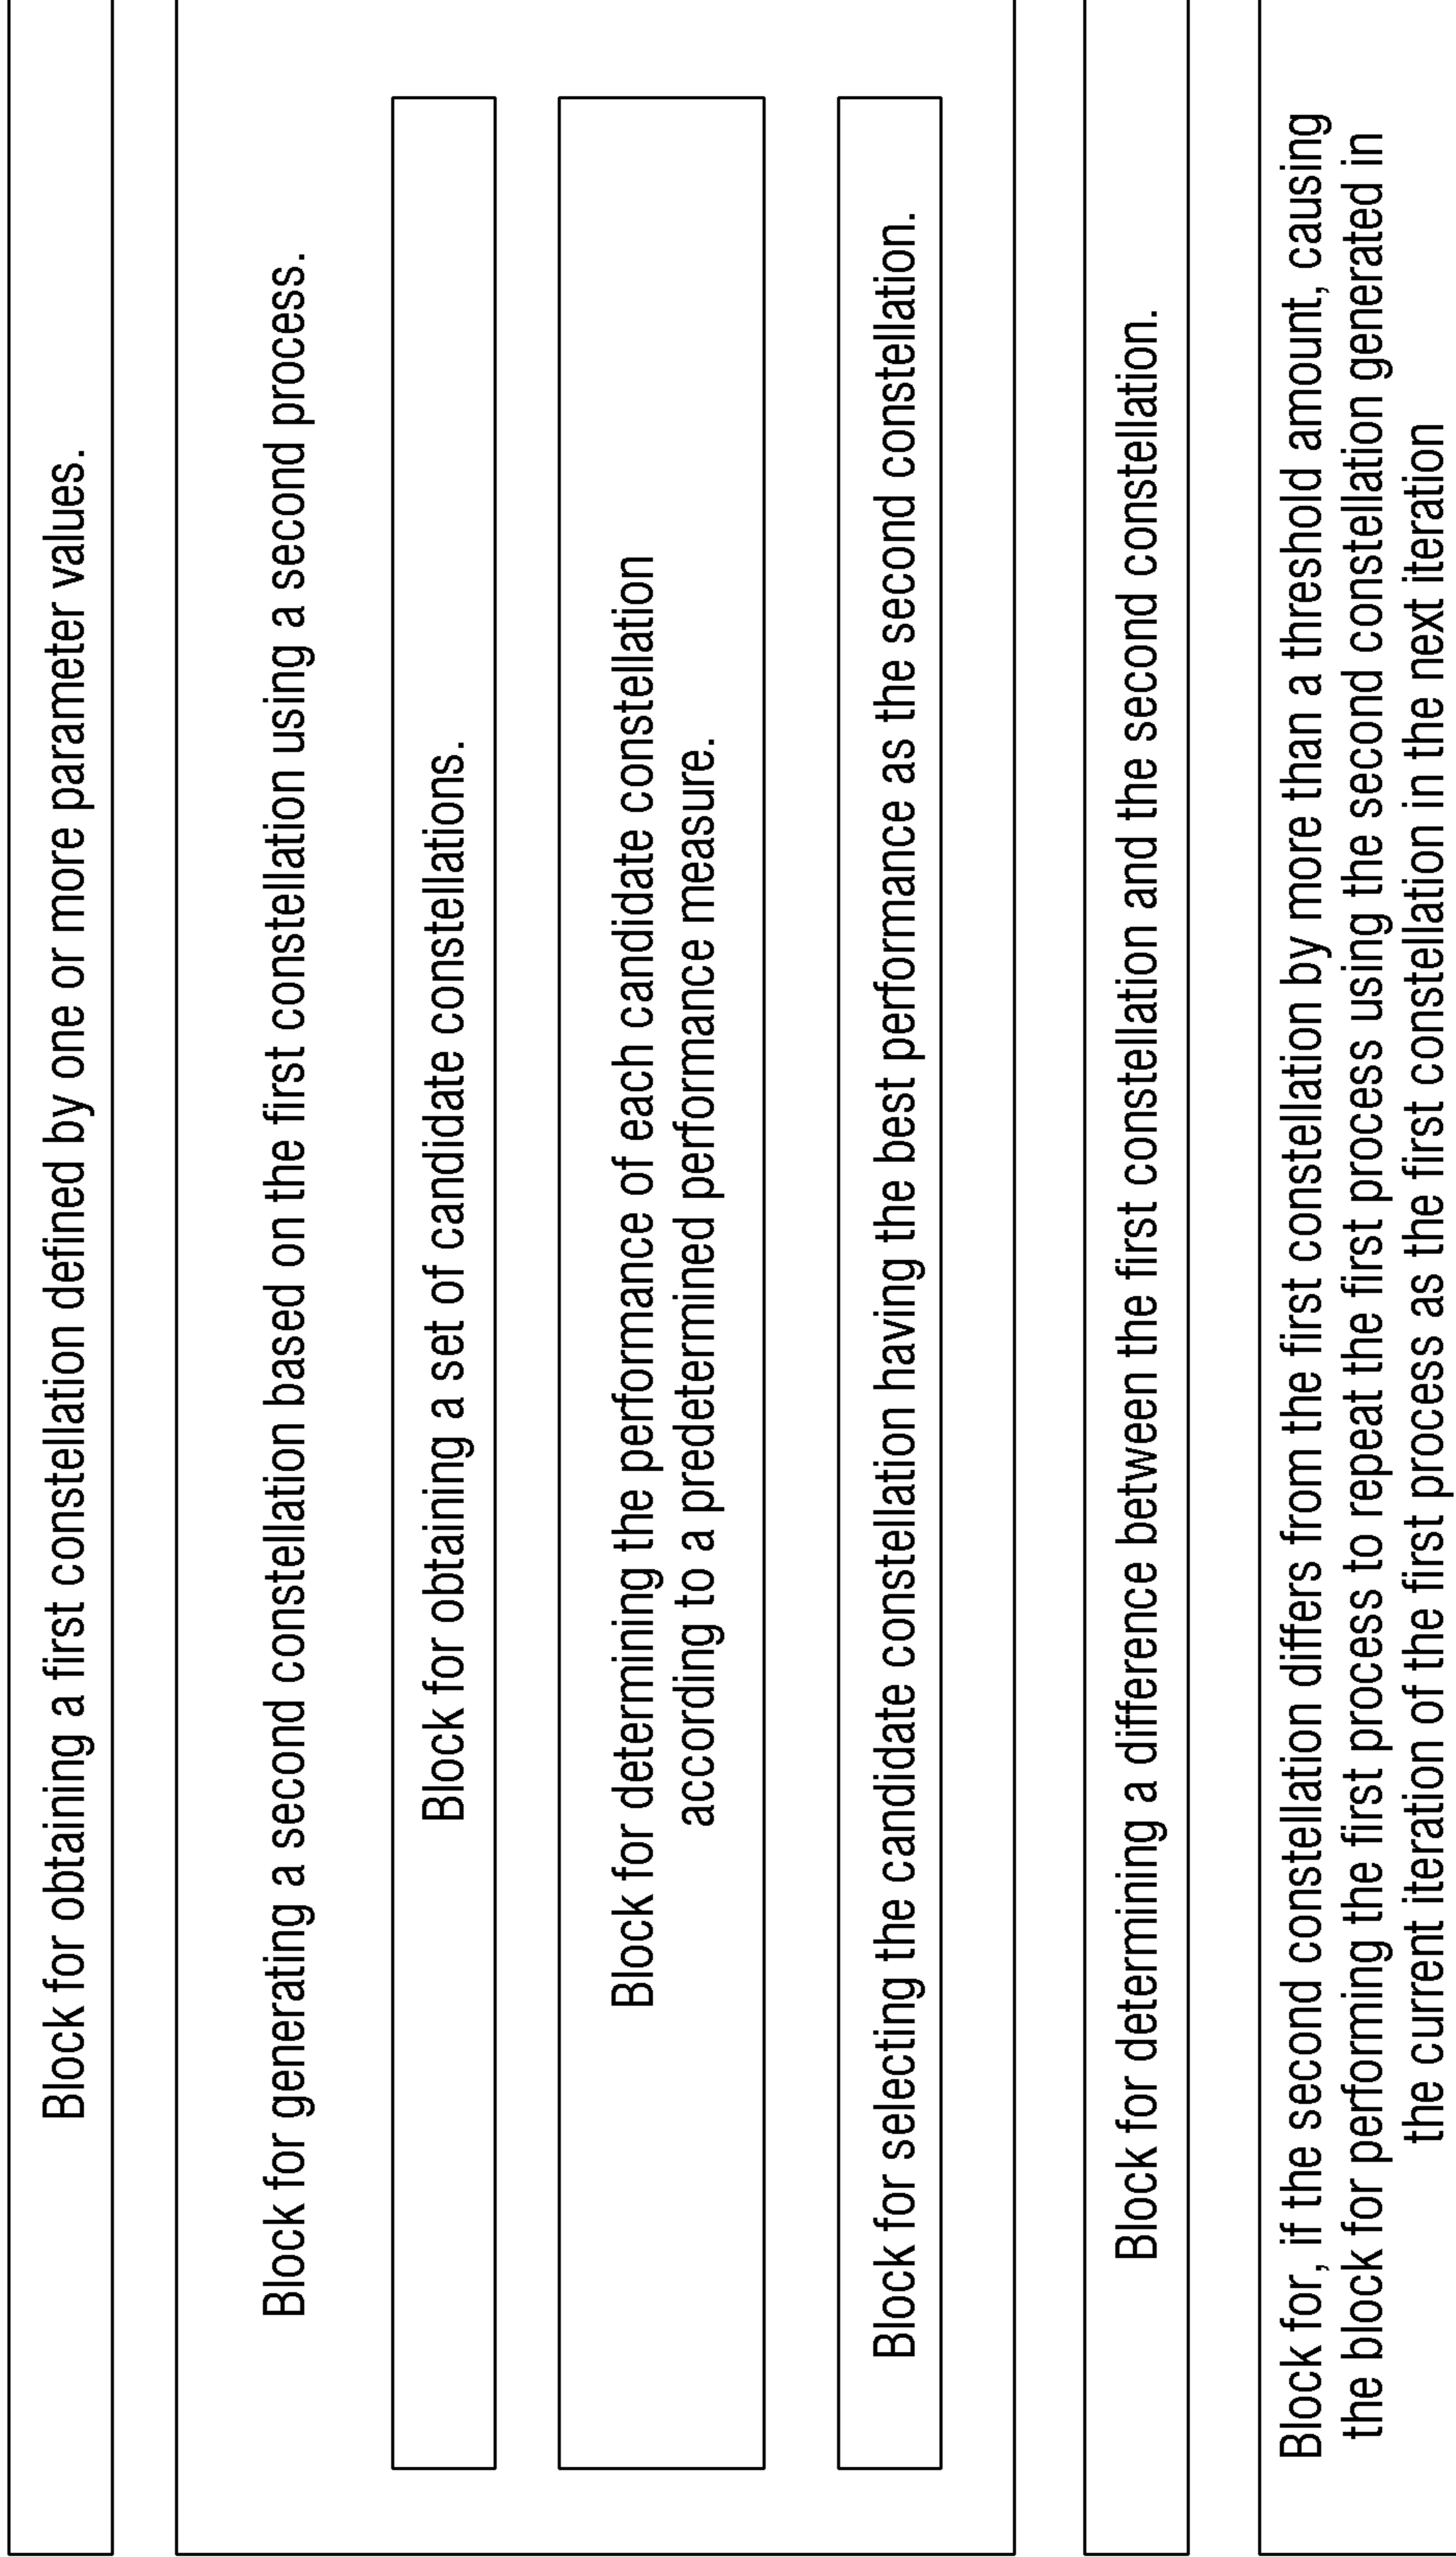 Block for obtaining a first constellation defined by one or more parameter values.
Block for generating a second constellation based on the first constellation using a second process.
Block for obtaining a set of candidate constellations.
Block for determining the performance of each candidate constellation
according to a predetermined performance measure.
Block for selecting the candidate constellation having the best performance as the second constellation.
Block for determining a difference between the first constellation and the second constellation.
Block for, if the second constellation differs from the first constellation by more than a threshold amount, causing
the block for performing the first process to repeat the first process using the second constellation generated in
the current iteration of the first process as the first constellation in the next iteration